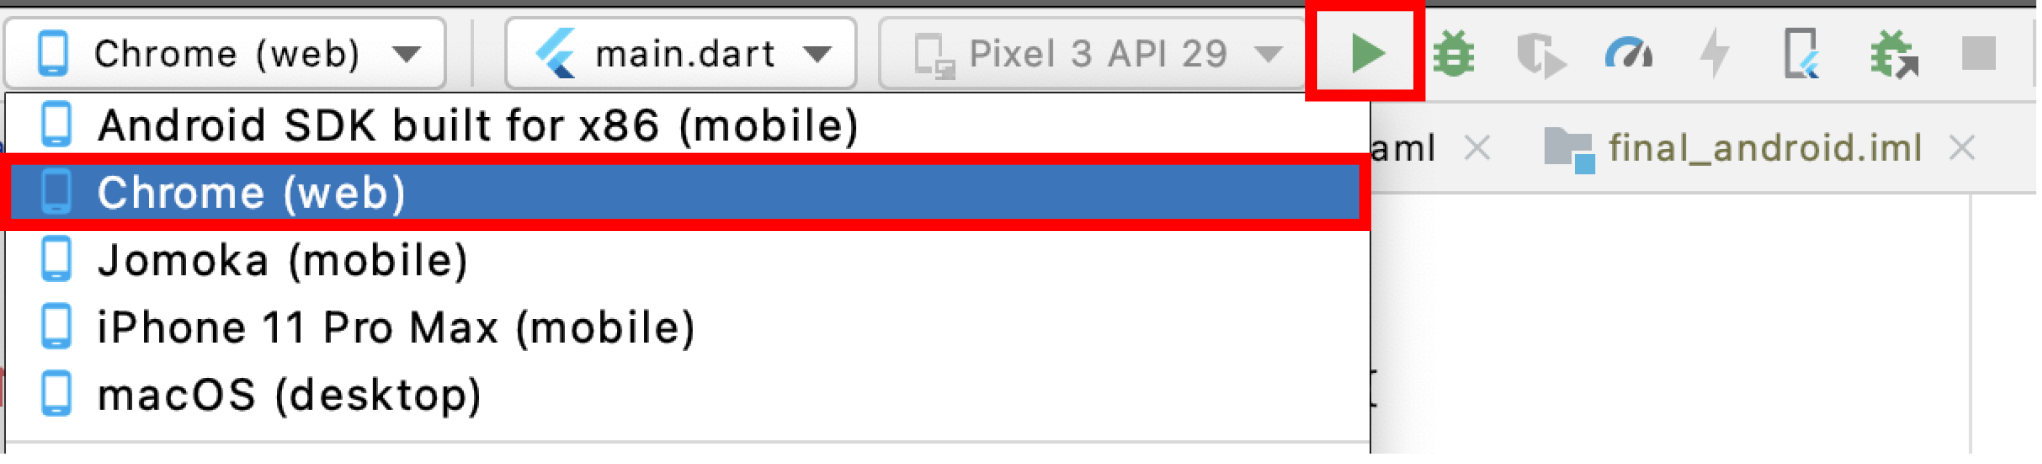 Chrome (web) main.dart Pixel 3 API 29
Android SDK built for x86 (mobile)
aml final_android.iml
Chrome (web)
Jomoka (mobile)
iPhone 11 Pro Max (mobile)
macOS (desktop)